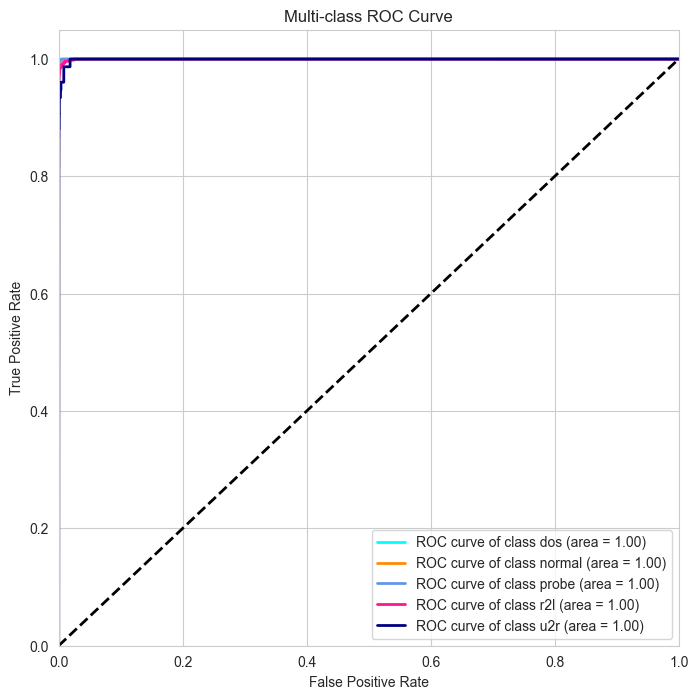 Multi-class ROC Curve
True Positive Rate
1.0
0.8
0.6
0.4
0.2
0.0
ROC curve of class dos (area = 1.00)
ROC curve of class normal (area = 1.00)
ROC curve of class probe (area = 1.00)
ROC curve of class r2l (area = 1.00)
ROC curve of class u2r (area = 1.00)
0.0 0.2 0.4 0.6 0.8 1.0
False Positive Rate